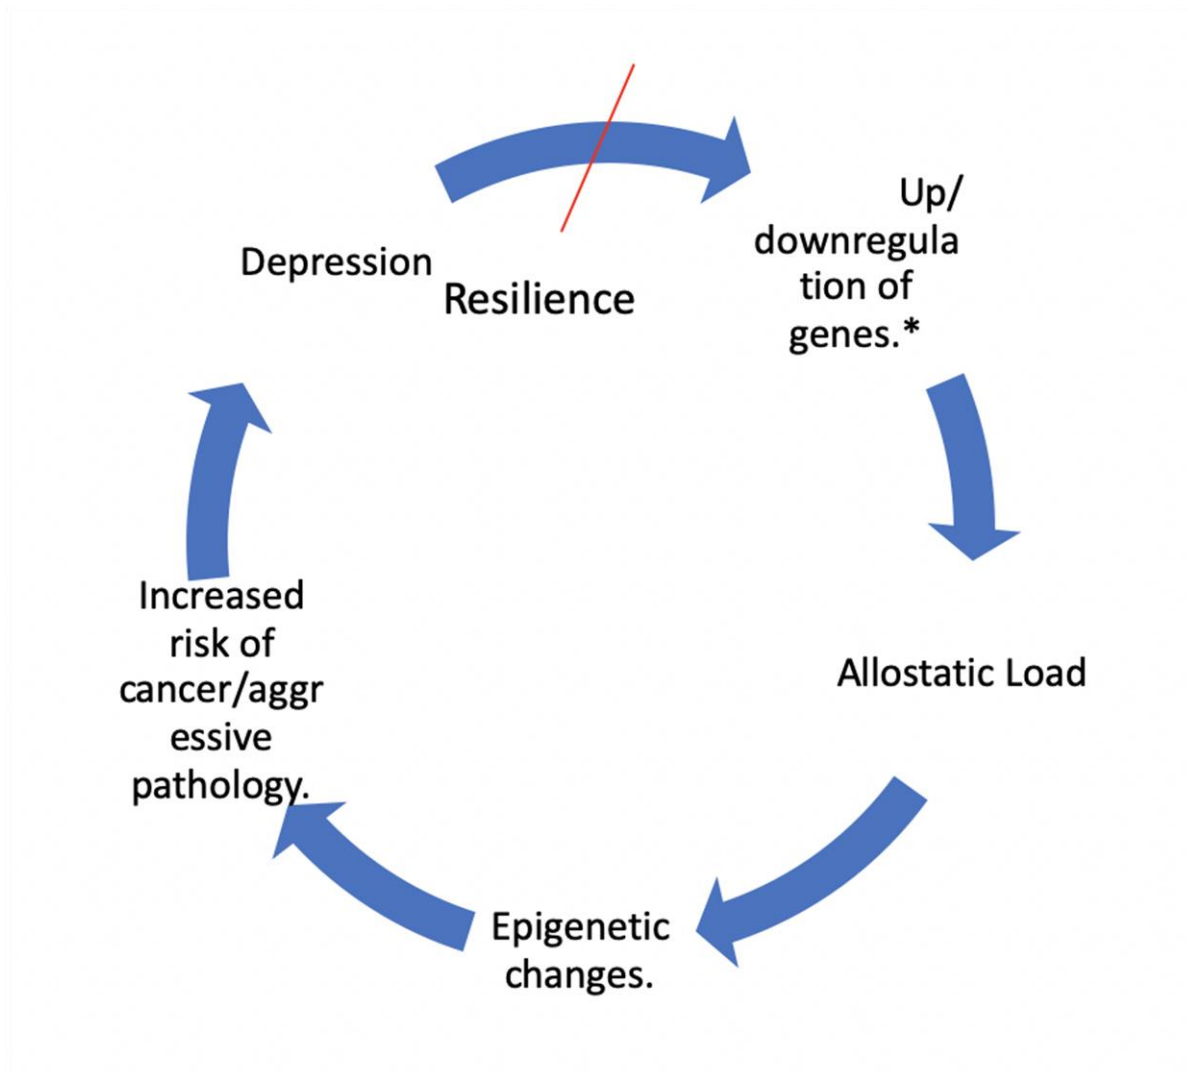 Depression
Resilience
Up/
downregula
tion of
genes.*
Allostatic Load
Epigenetic
changes.
Increased
risk of
cancer/aggr
essive
pathology.